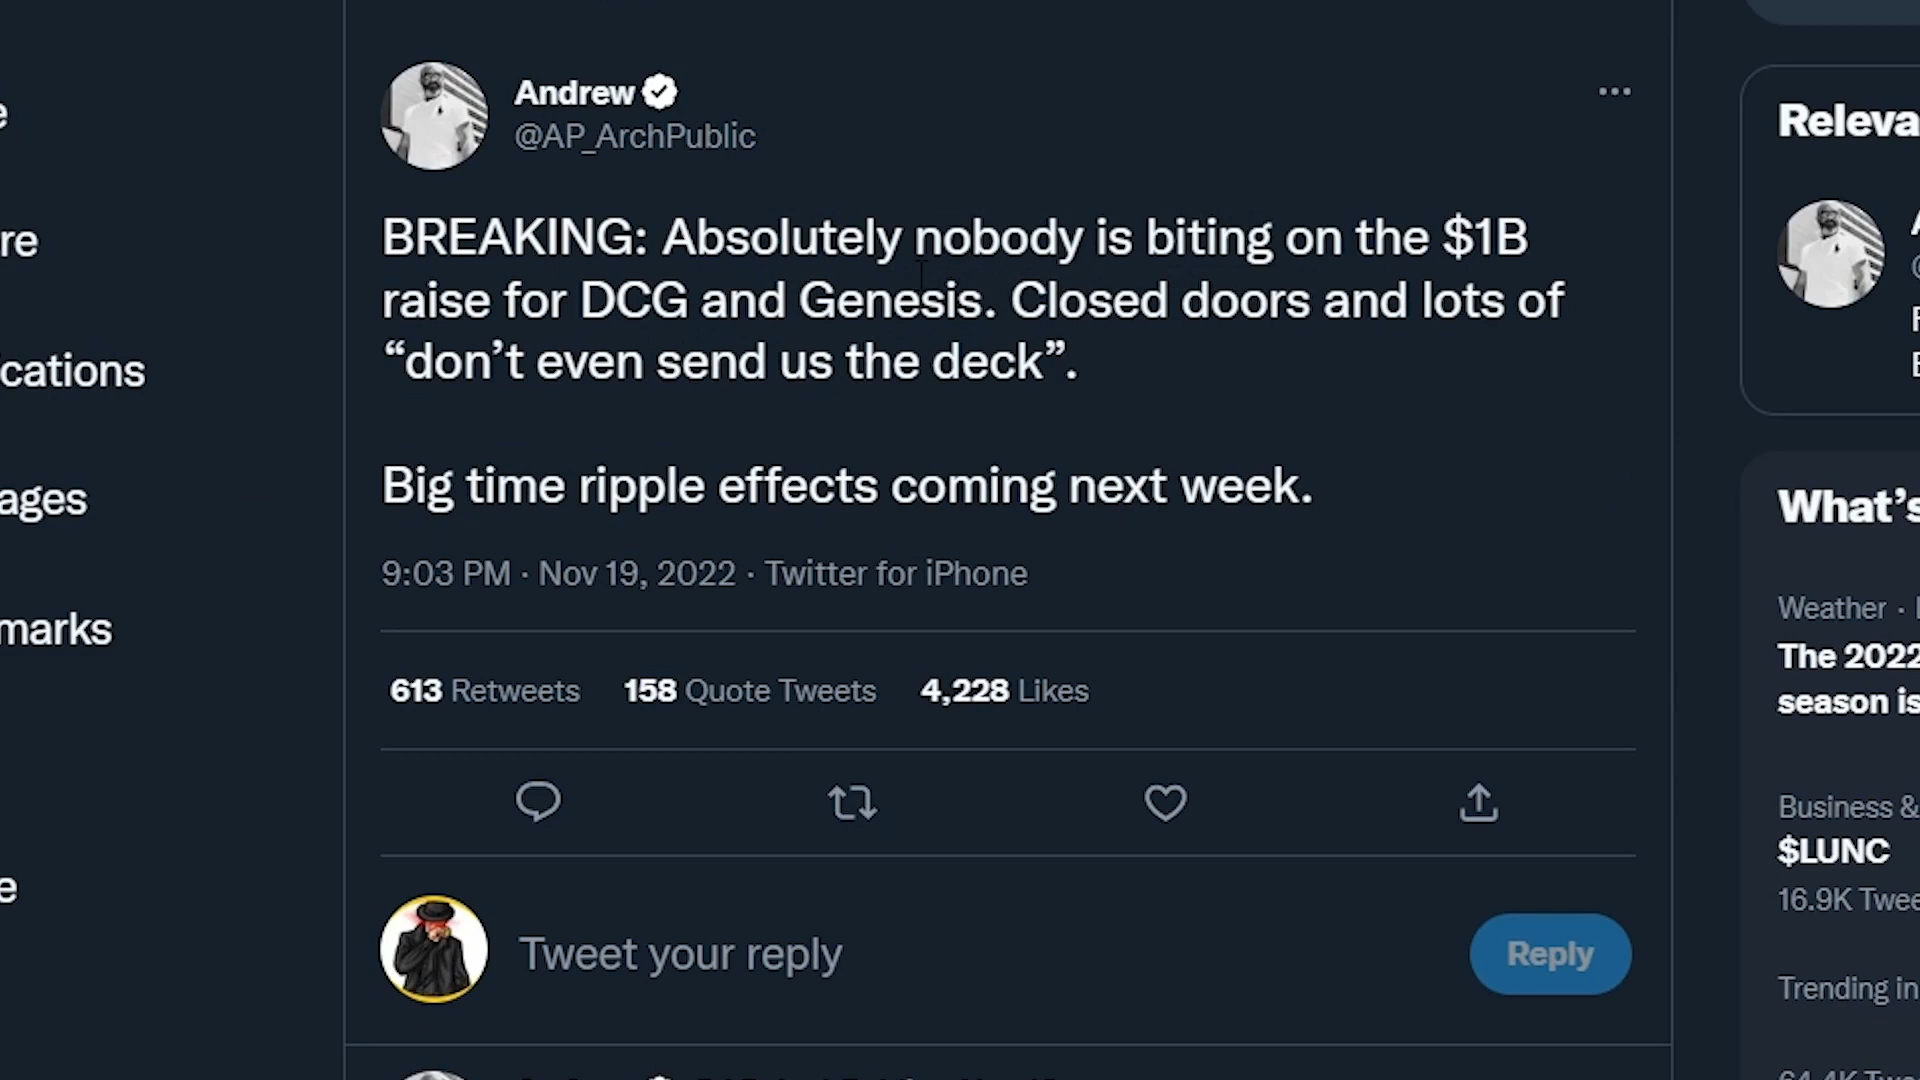 Andrew
@AP_ArchPublic
BREAKING: Absolutely nobody is biting on the $1B
raise for DCG and Genesis. Closed doors and lots of
“don’t even send us the deck”.
Big time ripple effects coming next week.
9:03 PM · Nov 19, 2022 · Twitter for iPhone
613 Retweets 158 Quote Tweets 4,228 Likes
Tweet your reply
Reply
e
re
cations
ages
marks
e
Releva
What’s
Weather ·
The 2022
season is
Business &
$LUNC
16.9K Twee
Trending in